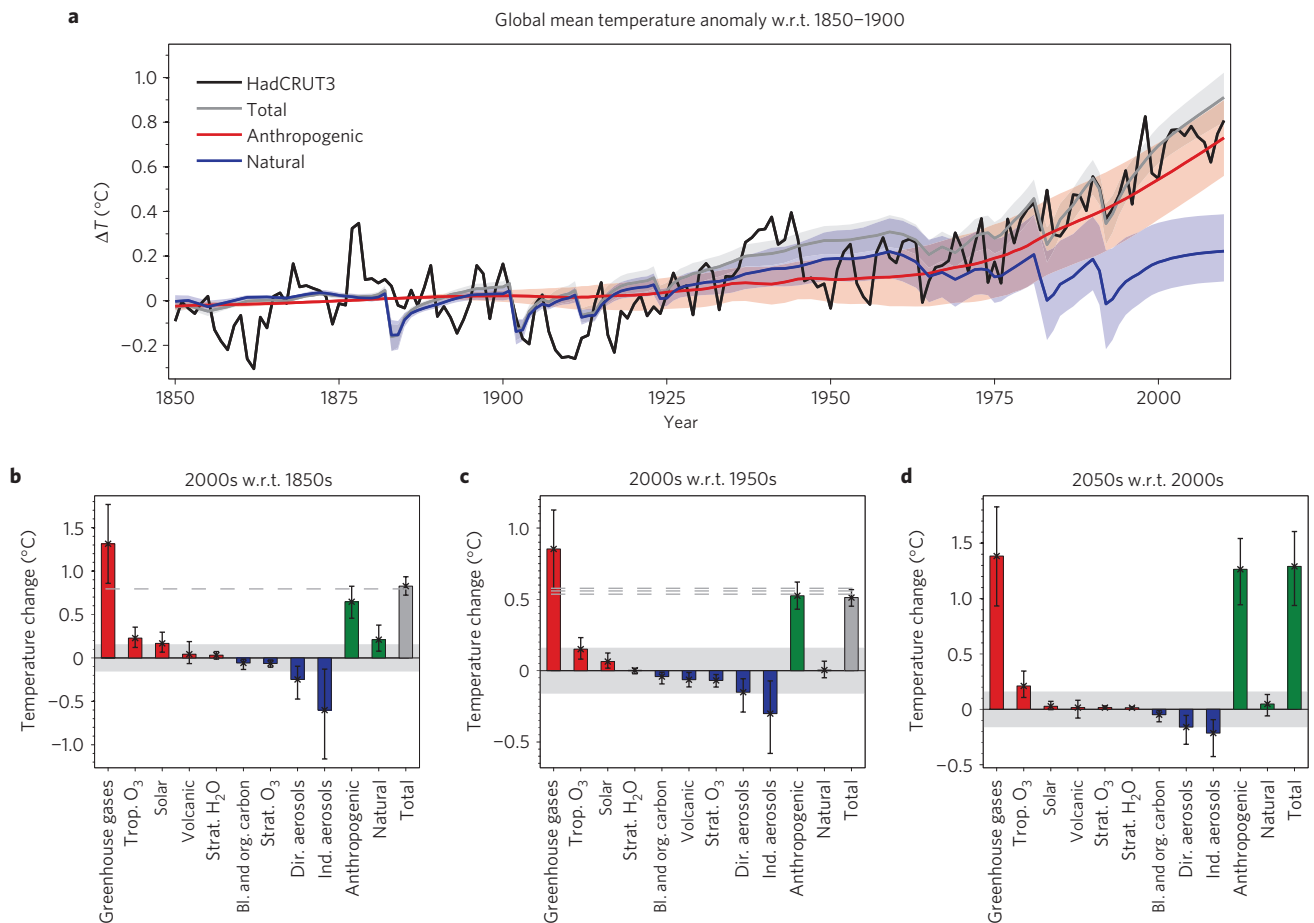 a
Global mean temperature anomaly w.r.t. 1850–1900
HadCRUT3
Total
Anthropogenic
Natural
ΔT (°C)
1.0
0.8
0.6
0.4
0.2
0
−0.2
1850 1875 1900 1925 1950 1975 2000
Year
b
2000s w.r.t. 1850s
Temperature change (°C)
1.5
1.0
0.5
0
−0.5
−1.0
Greenhouse gases
Trop. O₃
Solar
Volcanic
Strat. H₂O
Bl. and org. carbon
Strat. O₃
Dir. aerosols
Ind. aerosols
Anthropogenic
Natural
Total
c
2000s w.r.t. 1950s
Temperature change (°C)
1.0
0.5
0
−0.5
Greenhouse gases
Trop. O₃
Solar
Strat. H₂O
Bl. and org. carbon
Volcanic
Strat. O₃
Dir. aerosols
Ind. aerosols
Anthropogenic
Natural
Total
d
2050s w.r.t. 2000s
Temperature change (°C)
1.5
1.0
0.5
0
−0.5
Greenhouse gases
Trop. O₃
Solar
Volcanic
Strat. O₃
Strat. H₂O
Bl. and org. carbon
Dir. aerosols
Ind. aerosols
Anthropogenic
Natural
Total